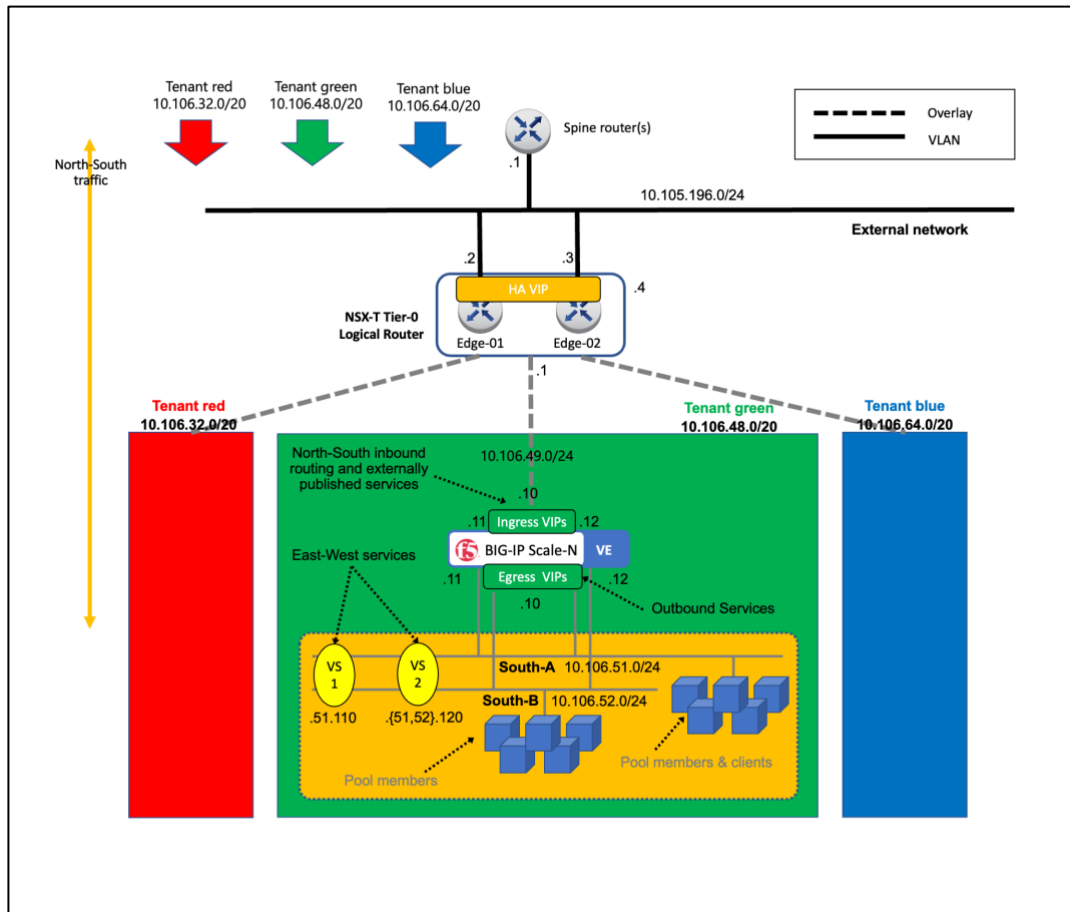 Tenant red
10.106.32.0/20
Tenant green
10.106.48.0/20
Tenant blue
10.106.64.0/20
Spine router(s)
Overlay
VLAN
North-South
traffic
.1
10.105.196.0/24
External network
.2
.3
HA VIP
.4
NSX-T Tier-0
Logical Router
Edge-01
Edge-02
.1
Tenant red
10.106.32.0/20
Tenant green
10.106.48.0/20
Tenant blue
10.106.64.0/20
North-South inbound
routing and externally
published services
10.106.49.0/24
.10
.11
Ingress VIPs
.12
f5
BIG-IP Scale-N
VE
East-West services
.11
Egress VIPs
.12
.10
Outbound Services
VS
1
VS
2
South-A
10.106.51.0/24
South-B
10.106.52.0/24
.51.110
.{51,52}.120
Pool members
Pool members & clients